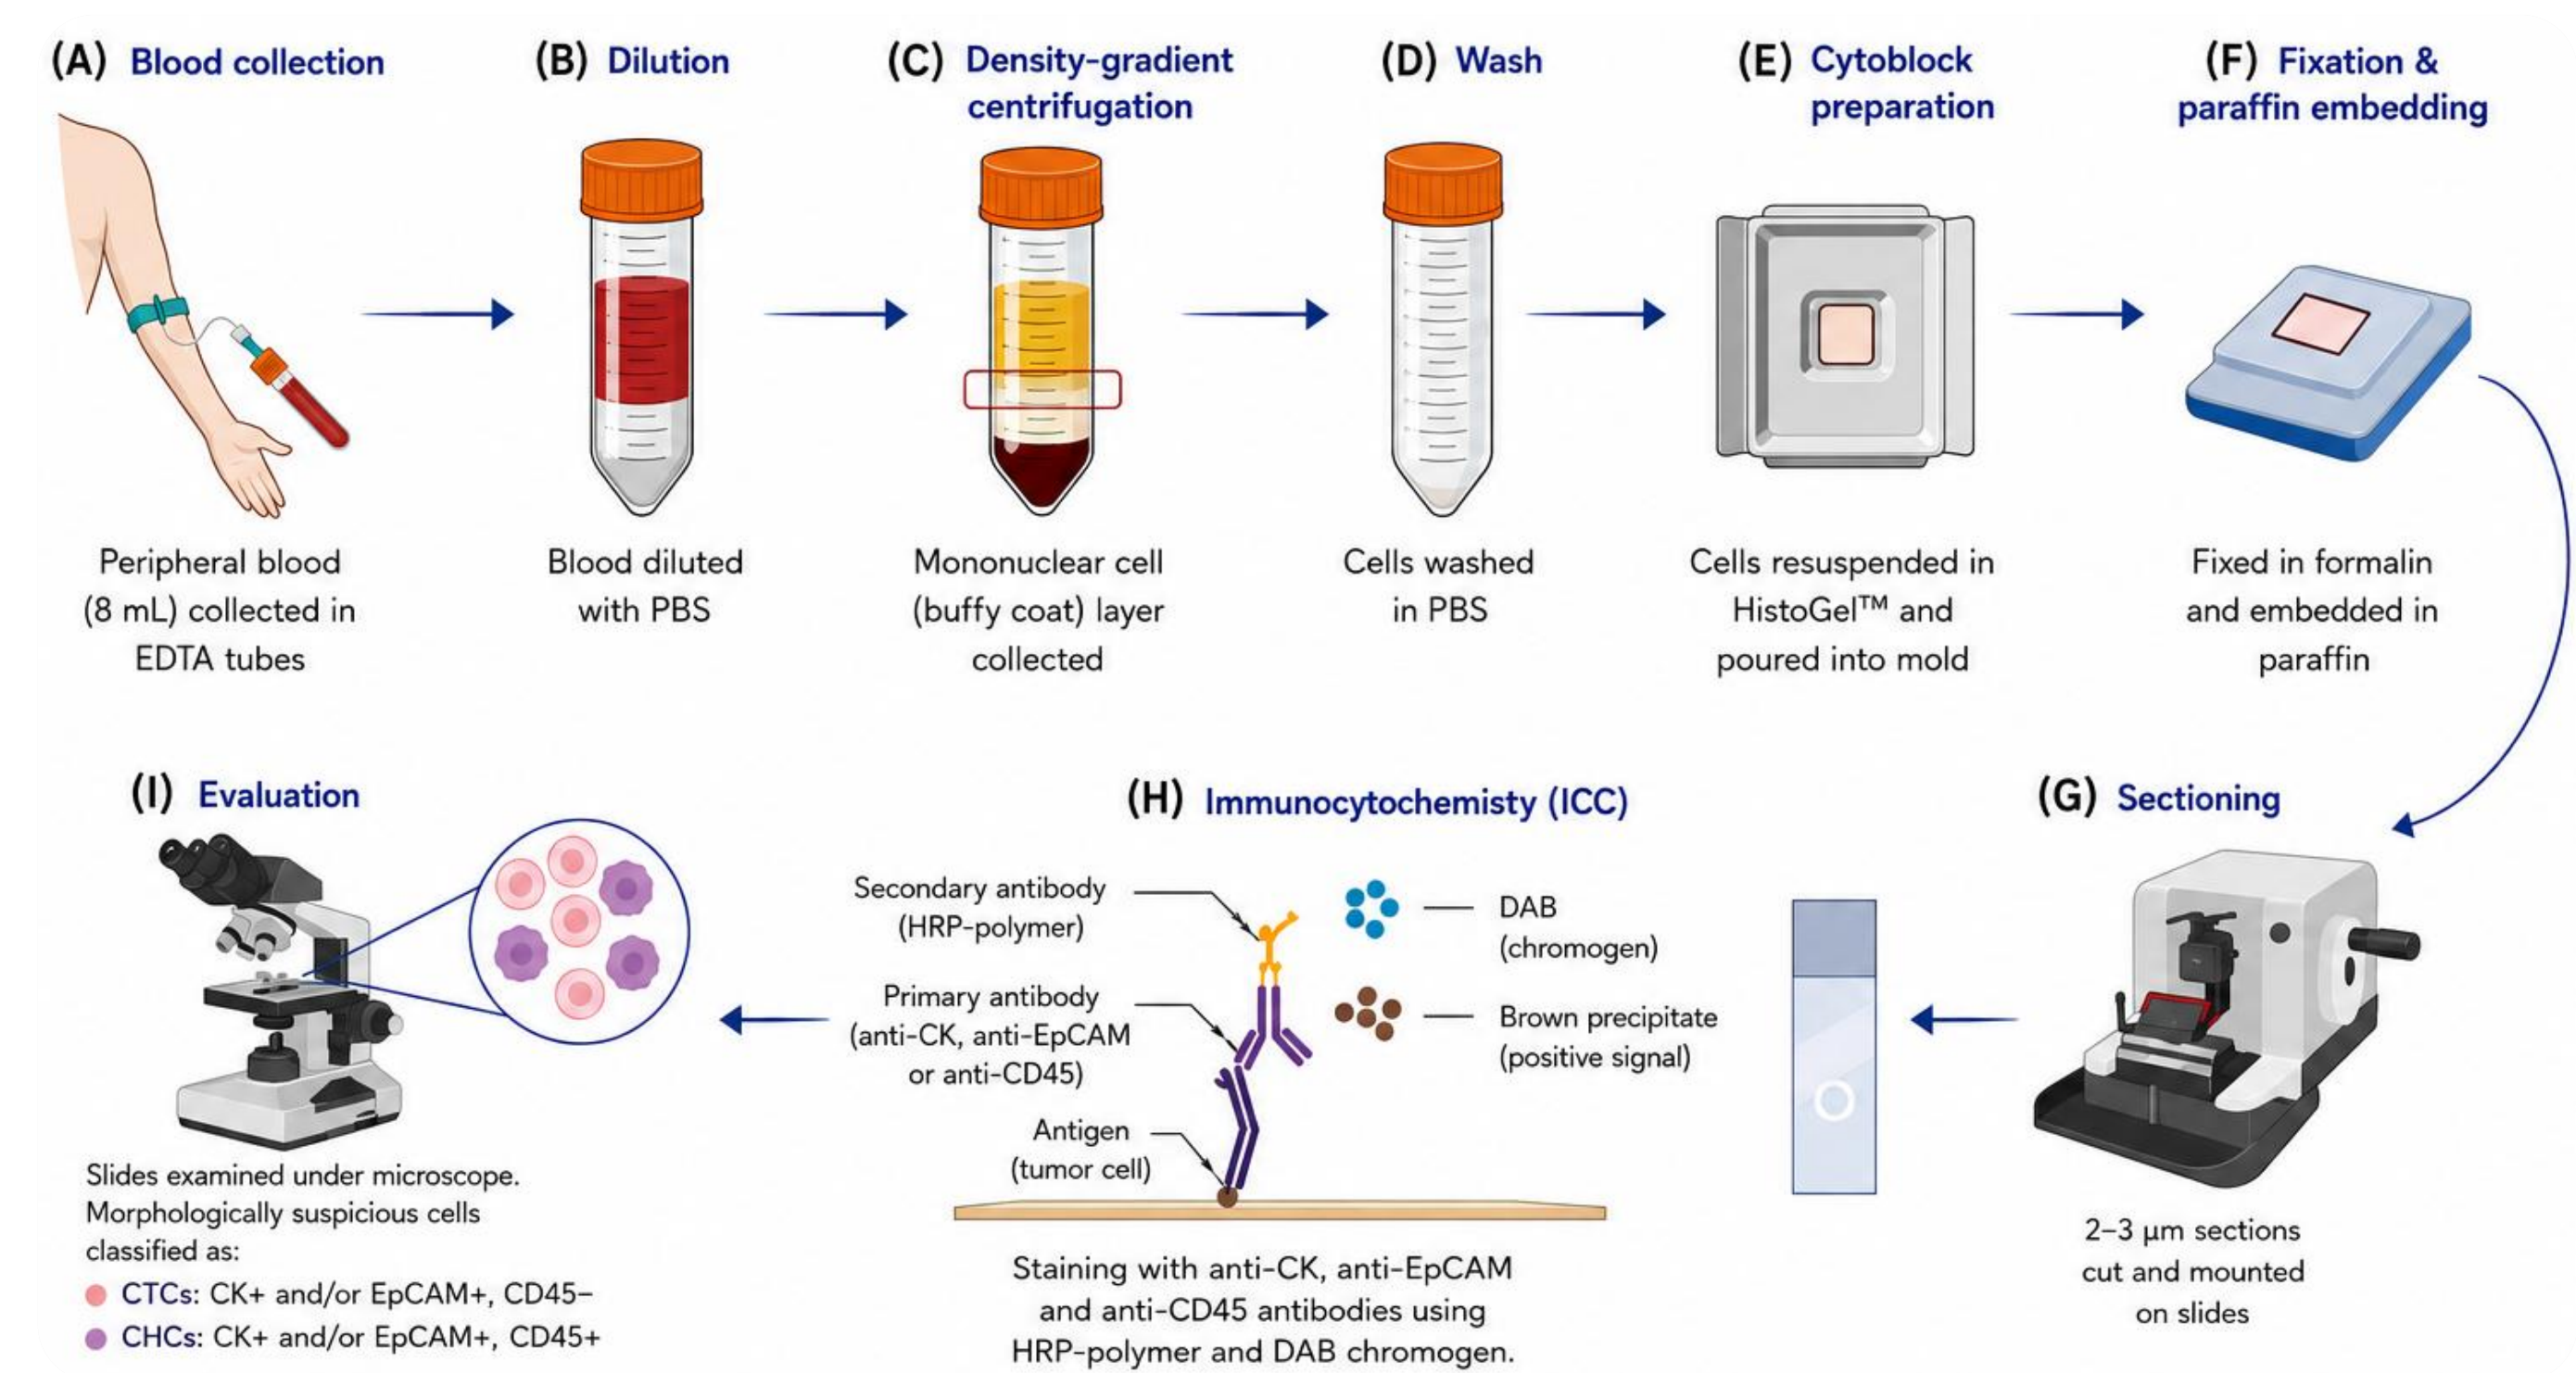 (A) Blood collection
Peripheral blood
(8 mL) collected in
EDTA tubes
(B) Dilution
Blood diluted
with PBS
(C) Density-gradient
centrifugation
Mononuclear cell
(buffy coat) layer
collected
(D) Wash
Cells washed
in PBS
(E) Cytoblock
preparation
Cells resuspended in
HistoGel™ and
poured into mold
(F) Fixation &
paraffin embedding
Fixed in formalin
and embedded in
paraffin
(G) Sectioning
2–3 µm sections
cut and mounted
on slides
(H) Immunocytochemisty (ICC)
Secondary antibody
(HRP-polymer)
Primary antibody
(anti-CK, anti-EpCAM
or anti-CD45)
Antigen
(tumor cell)
DAB
(chromogen)
Brown precipitate
(positive signal)
Staining with anti-CK, anti-EpCAM
and anti-CD45 antibodies using
HRP-polymer and DAB chromogen.
(I) Evaluation
Slides examined under microscope.
Morphologically suspicious cells
classified as:
CTCs: CK+ and/or EpCAM+, CD45−
CHCs: CK+ and/or EpCAM+, CD45+